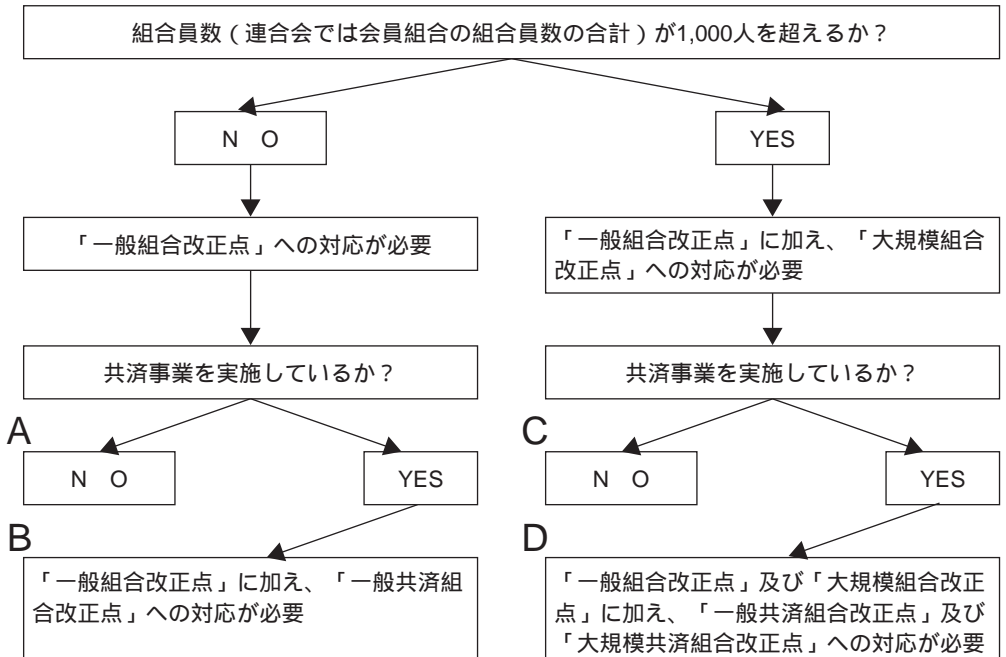 組合員数（連合会では会員組合の組合員数の合計）が1,000人を超えるか？
N O
YES
「一般組合改正点」への対応が必要
「一般組合改正点」に加え、「大規模組合
改正点」への対応が必要
共済事業を実施しているか？
共済事業を実施しているか？
A
N O
YES
C
N O
YES
B
「一般組合改正点」に加え、「一般共済組
合改正点」への対応が必要
D
「一般組合改正点」及び「大規模組合改正
点」に加え、「一般共済組合改正点」及び
「大規模共済組合改正点」への対応が必要